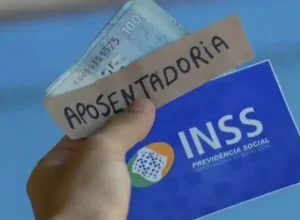 100
APOSENTADORIA
INSS
PREVIDÊNCIA SOCIAL